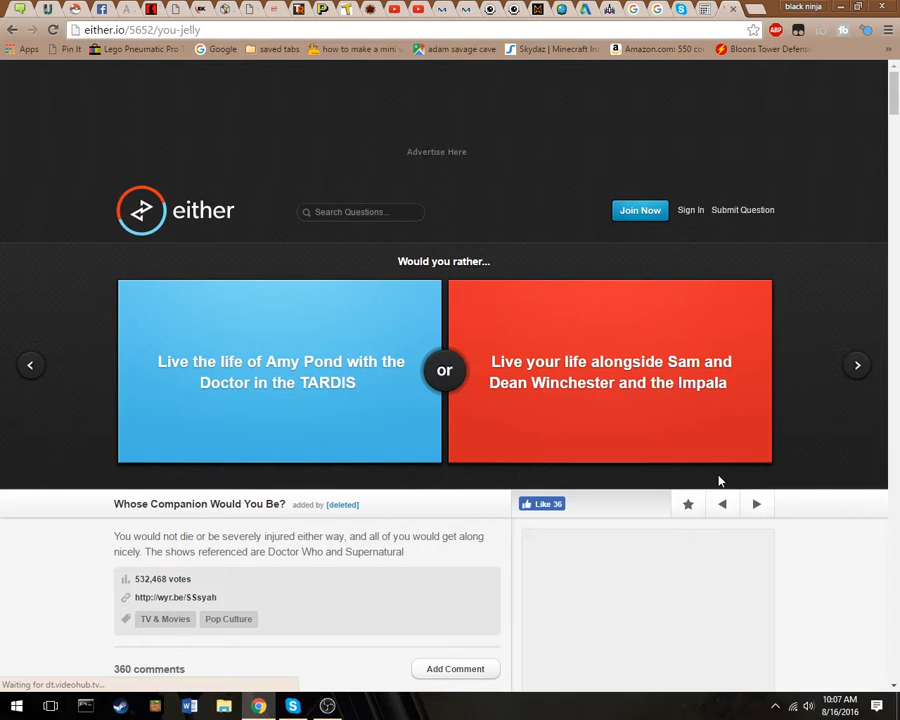 black ninja
either.io/5652/you-jelly
Apps
Pin It
Lego Pneumatic Pro T
Google
saved tabs
how to make a mini v
adam savage cave
Skydaz | Minecraft In
Amazon.com: 550 co
Bloons Tower Defens
Advertise Here
either
Search Questions...
Join Now
Sign In
Submit Question
Would you rather...
Live the life of Amy Pond with the
Doctor in the TARDIS
or
Live your life alongside Sam and
Dean Winchester and the Impala
Whose Companion Would You Be? added by [deleted]
Like 36
You would not die or be severely injured either way, and all of you would get along
nicely. The shows referenced are Doctor Who and Supernatural
532,468 votes
http://wyr.be/SSsyah
TV & Movies
Pop Culture
360 comments
Add Comment
Waiting for dt.videohub.tv...
10:07 AM
8/16/2016